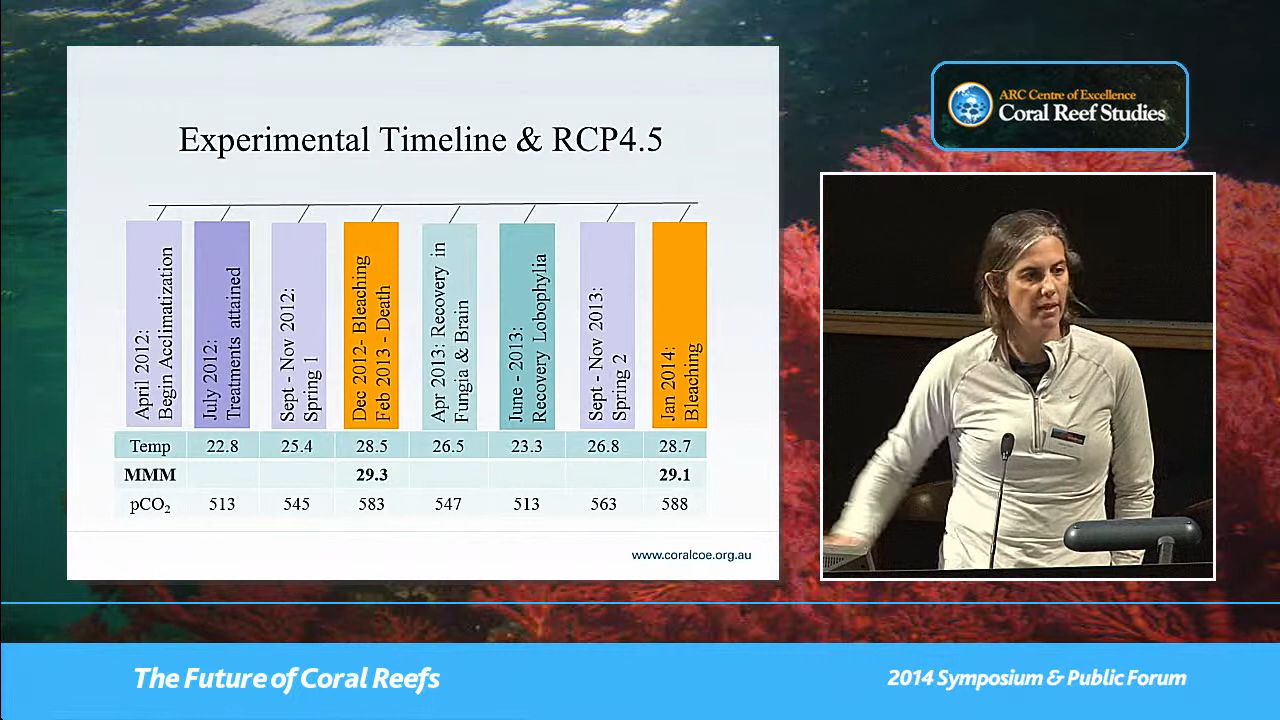 ARC Centre of Excellence
Coral Reef Studies
Experimental Timeline & RCP4.5
April 2012:
Begin Acclimatization
July 2012:
Treatments attained
Sept - Nov 2012:
Spring 1
Dec 2012- Bleaching
Feb 2013 - Death
Apr 2013: Recovery in
Fungia & Brain
June - 2013:
Recovery Lobophylia
Sept - Nov 2013:
Spring 2
Jan 2014:
Bleaching
Temp 22.8 25.4 28.5 26.5 23.3 26.8 28.7
MMM 29.3 29.1
pCO₂ 513 545 583 547 513 563 588
www.coralcoe.org.au
The Future of Coral Reefs
2014 Symposium & Public Forum